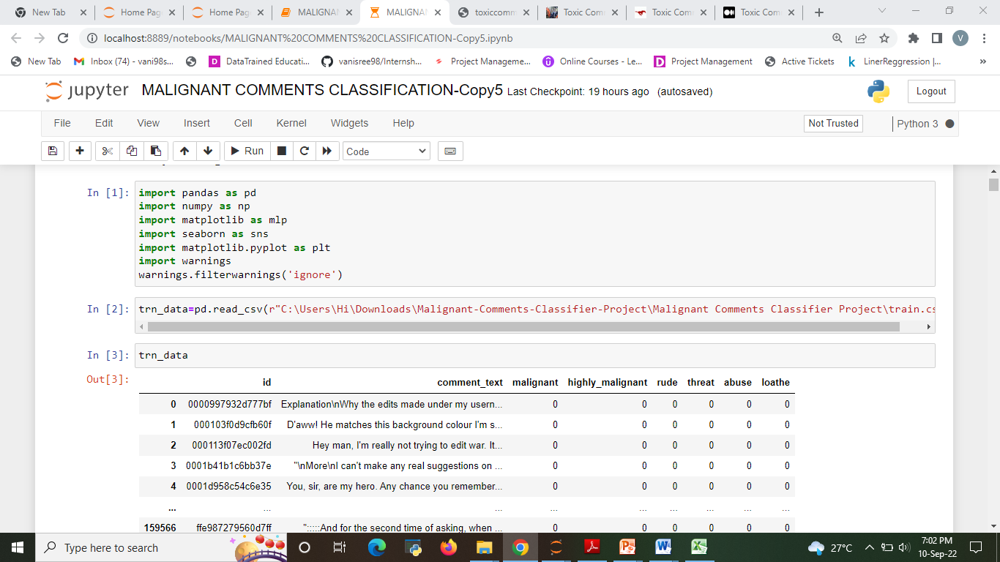 New Tab
Home Pag
Home Page
MALIGNAN
MALIGNAN
toxiccomm
Toxic Com
Toxic Com
Toxic Com
localhost:8889/notebooks/MALIGNANT%20COMMENTS%20CLASSIFICATION-Copy5.ipynb
V
New Tab
Inbox (74) - vani98s...
DataTrained Educati...
vanisree98/Internsh...
Project Manageme...
Online Courses - Le...
Project Management
Active Tickets
LinerReggression |...
»
jupyter MALIGNANT COMMENTS CLASSIFICATION-Copy5 Last Checkpoint: 19 hours ago (autosaved)
Logout
File Edit View Insert Cell Kernel Widgets Help
Not Trusted
Python 3
Run
Code
In [1]:
import pandas as pd
import numpy as np
import matplotlib as mlp
import seaborn as sns
import matplotlib.pyplot as plt
import warnings
warnings.filterwarnings('ignore')
In [2]: trn_data=pd.read_csv(r"C:\Users\Hi\Downloads\Malignant-Comments-Classifier-Project\Malignant Comments Classifier Project\train.cs
In [3]: trn_data
Out[3]:
id comment_text malignant highly_malignant rude threat abuse loathe
0 0000997932d777bf Explanation\nWhy the edits made under my usern... 0 0 0 0 0 0
1 000103f0d9cfb60f D'aww! He matches this background colour I'm s... 0 0 0 0 0 0
2 000113f07ec002fd Hey man, I'm really not trying to edit war. It... 0 0 0 0 0 0
3 0001b41b1c6bb37e "\nMore\nI can't make any real suggestions on ... 0 0 0 0 0 0
4 0001d958c54c6e35 You, sir, are my hero. Any chance you remember... 0 0 0 0 0 0
... ... ... ... ... ... ... ... ...
159566 ffe987279560d7ff ":::::And for the second time of asking, when ... 0 0 0 0 0 0
Type here to search
27°C
7:02 PM
10-Sep-22